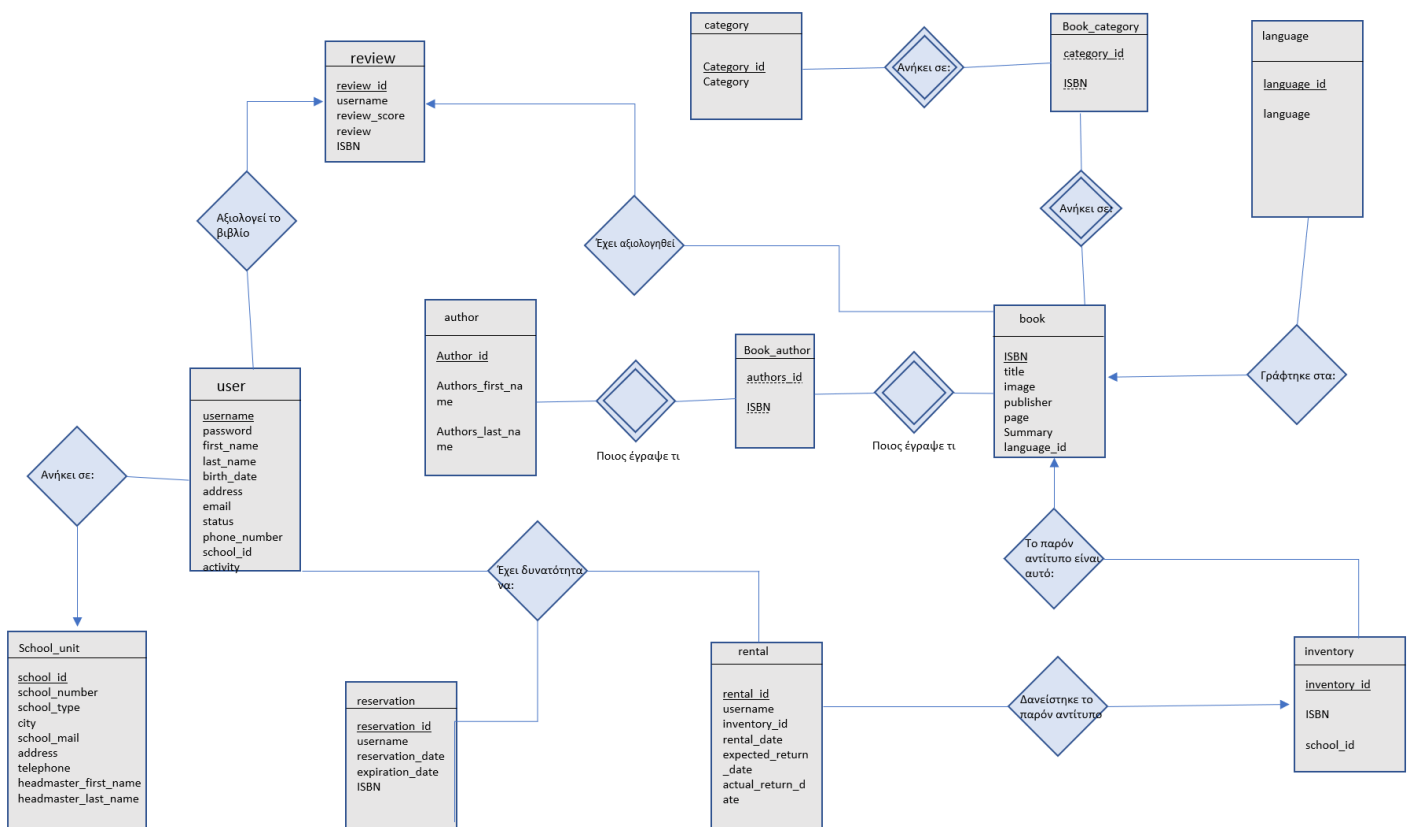 category
Category_id
Category
Ανήκει σε:
Book_category
category_id
ISBN
language
language_id
language
review
review_id
username
review_score
review
ISBN
Αξιολογεί το
βιβλίο
Έχει αξιολογηθεί
Ανήκει σε:
author
Author_id
Authors_first_na
me
Authors_last_na
me
Ποιος έγραψε τι
Book_author
authors_id
ISBN
Ποιος έγραψε τι
book
ISBN
title
image
publisher
page
Summary
language_id
Γράφτηκε στα:
user
username
password
first_name
last_name
birth_date
address
email
status
phone_number
school_id
activity
Ανήκει σε:
Έχει δυνατότητα
να:
Το παρόν
αντίτυπο είναι
αυτό:
School_unit
school_id
school_number
school_type
city
school_mail
address
telephone
headmaster_first_name
headmaster_last_name
reservation
reservation_id
username
reservation_date
expiration_date
ISBN
rental
rental_id
username
inventory_id
rental_date
expected_return
_date
actual_return_d
ate
Δανείστηκε το
παρόν αντίτυπο
inventory
inventory_id
ISBN
school_id